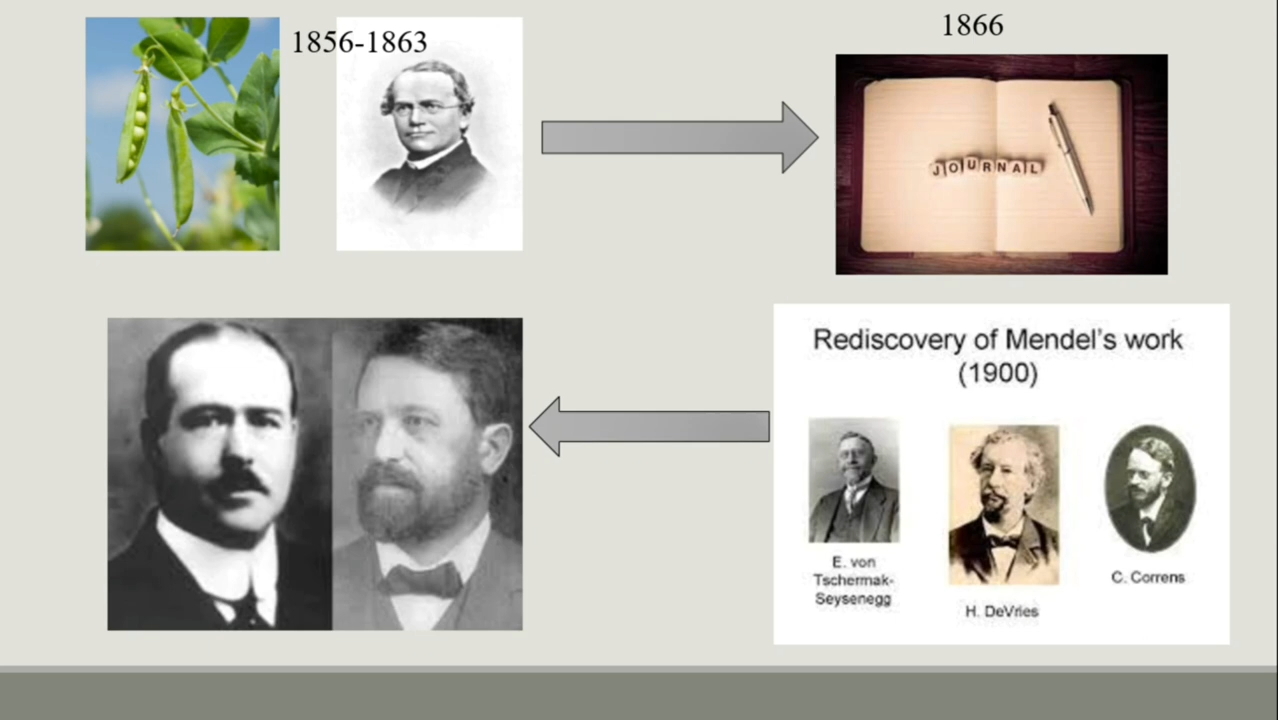 1856-1863
1866
JOURNAL
Rediscovery of Mendel's work
(1900)
E. von
Tschermak-
Seysenegg
H. DeVries
C. Correns